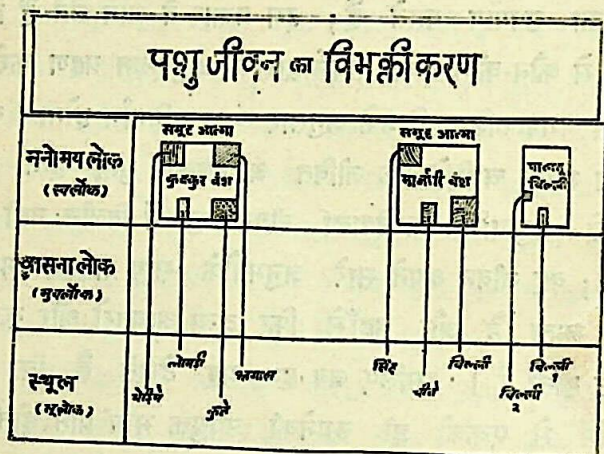 पशु जीवन का विभक्तीकरण
समूह आत्मा
समूह आत्मा
मनोमय लोक
(स्वर्लोक)
कुक्कुर वंश
मार्जारि वंश
पालतू
बिल्ली
वासना लोक
(भुवर्लोक)
स्थूल
(भूलोक)
लोमड़ी
कुत्ते
सिंह
चीते
बिल्ली
बिल्ली
2
बिल्ली
1